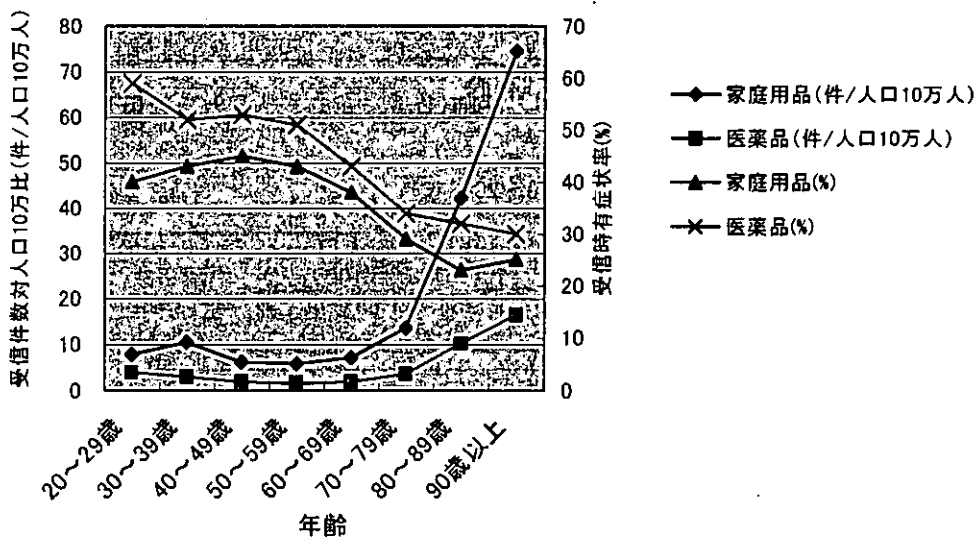 受信件数対人口10万比(件/人口10万人)
80
70
60
50
40
30
20
10
0
70
60
50
40
30
20
10
0
受信時有症状率(%)
家庭用品(件/人口10万人)
医薬品(件/人口10万人)
家庭用品(%)
医薬品(%)
20～29歳
30～39歳
40～49歳
50～59歳
60～69歳
70～79歳
80～89歳
90歳以上
年齢